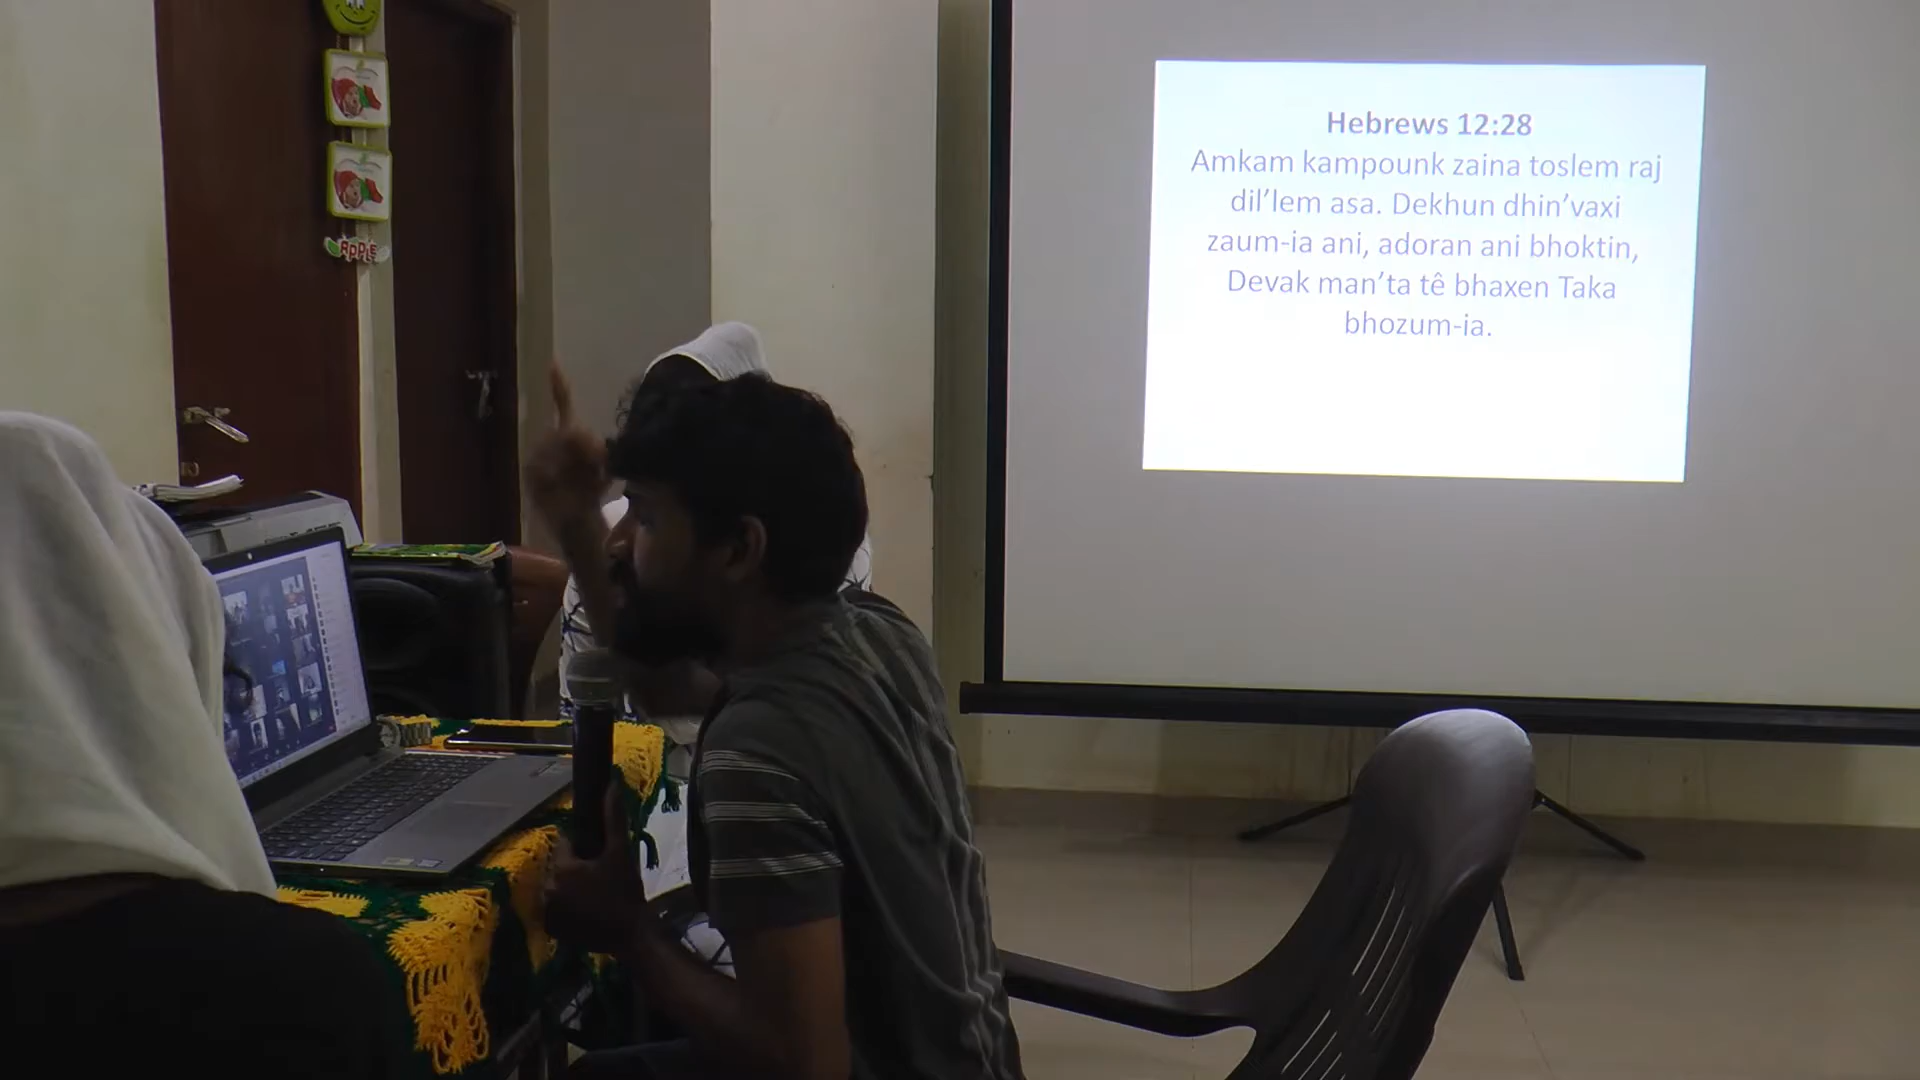 APPLE
Hebrews 12:28
Amkam kampounk zaina toslem raj
dil’lem asa. Dekhun dhin’vaxi
zaum-ia ani, adoran ani bhoktin,
Devak man’ta tê bhaxen Taka
bhozum-ia.